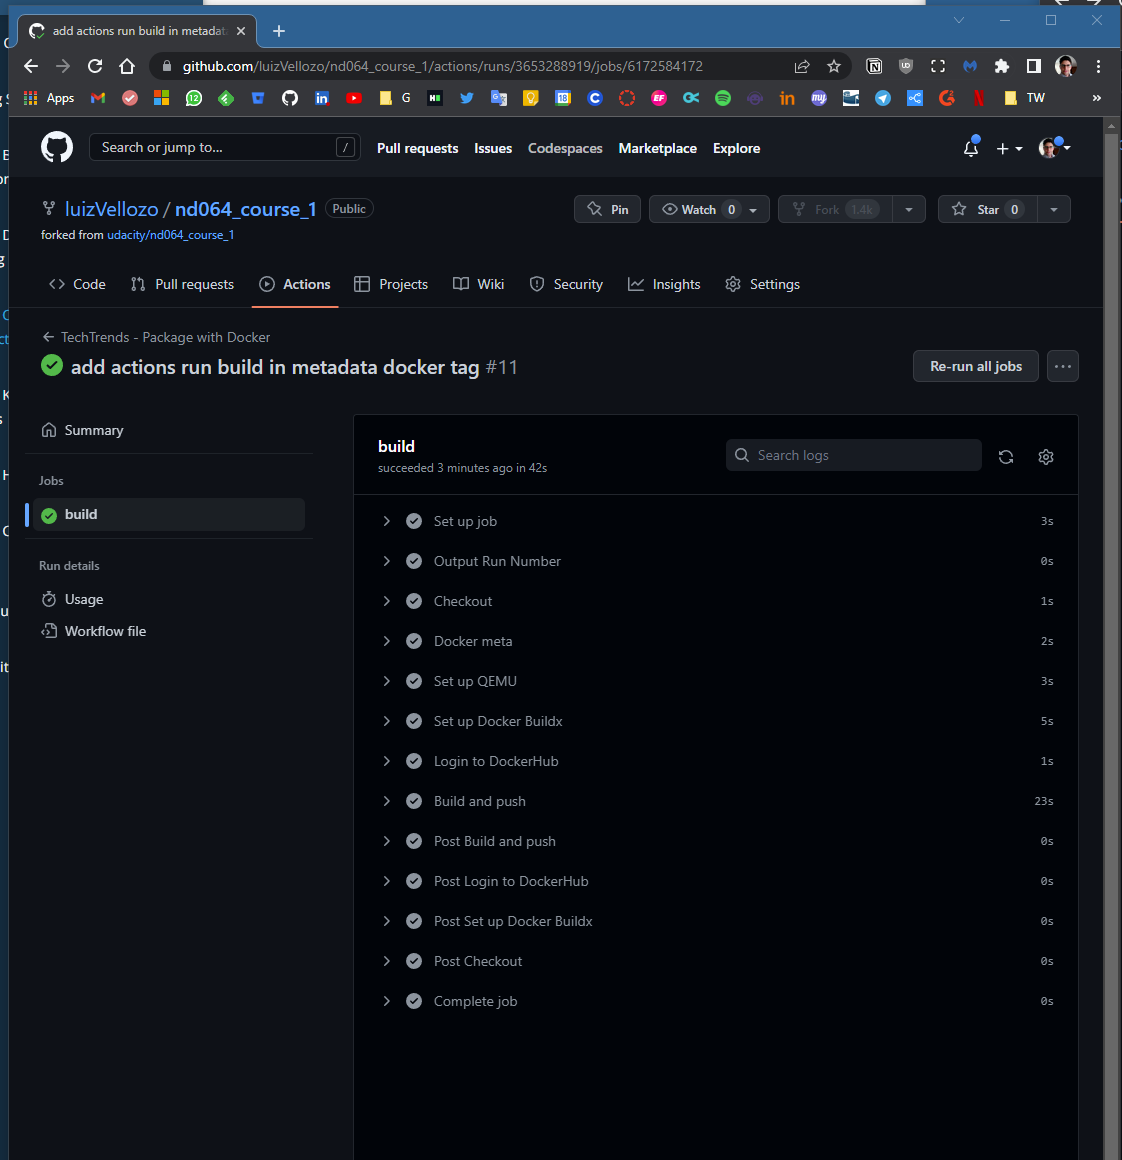 add actions run build in metadat
github.com/luizVellozo/nd064_course_1/actions/runs/3653288919/jobs/6172584172
Apps
G
TW
Search or jump to...
/
Pull requests
Issues
Codespaces
Marketplace
Explore
luizVellozo / nd064_course_1
Public
forked from udacity/nd064_course_1
Pin
Watch 0
Fork 1.4k
Star 0
Code
Pull requests
Actions
Projects
Wiki
Security
Insights
Settings
TechTrends - Package with Docker
add actions run build in metadata docker tag #11
Re-run all jobs
Summary
Jobs
build
Run details
Usage
Workflow file
build
succeeded 3 minutes ago in 42s
Search logs
Set up job 3s
Output Run Number 0s
Checkout 1s
Docker meta 2s
Set up QEMU 3s
Set up Docker Buildx 5s
Login to DockerHub 1s
Build and push 23s
Post Build and push 0s
Post Login to DockerHub 0s
Post Set up Docker Buildx 0s
Post Checkout 0s
Complete job 0s